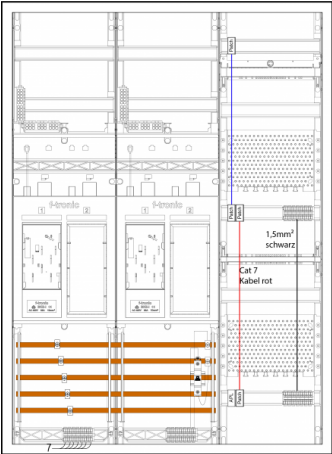 Patch
f-tronic
f-tronic
1
2
1
2
Patch
Patch
1,5mm²
schwarz
Cat 7
Kabel rot
APL
Patch
7